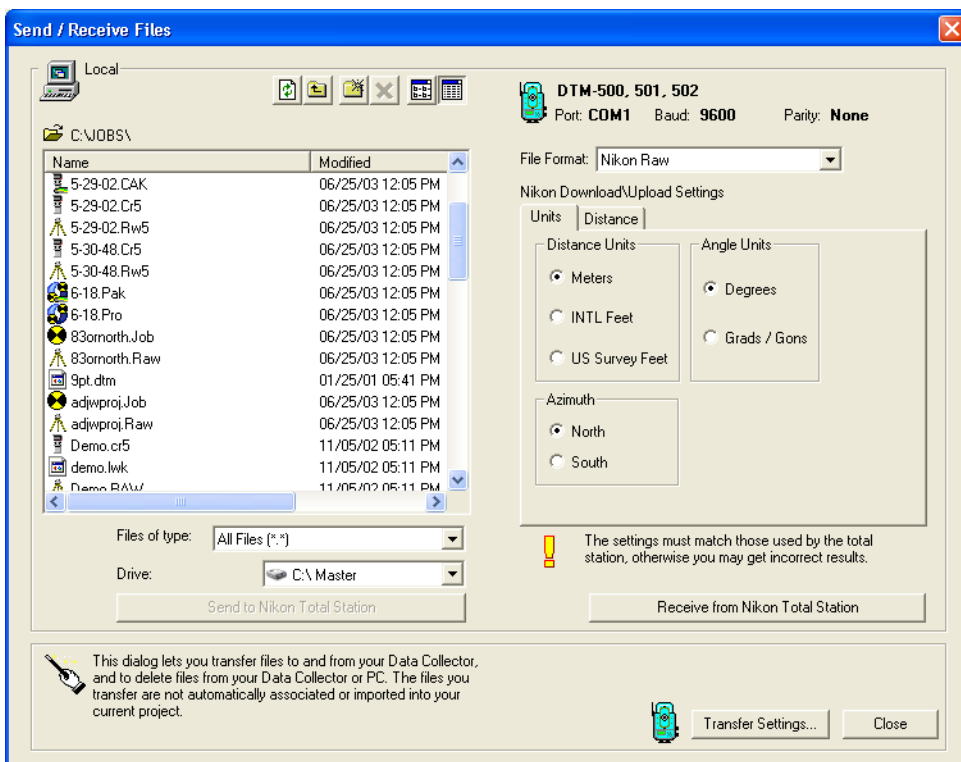 Send / Receive Files
Local
C:\JOBS\
Name Modified
5-29-02.CAK 06/25/03 12:05 PM
5-29-02.Cr5 06/25/03 12:05 PM
5-29-02.Rw5 06/25/03 12:05 PM
5-30-48.Cr5 06/25/03 12:05 PM
5-30-48.Rw5 06/25/03 12:05 PM
6-18.Pak 06/25/03 12:05 PM
6-18.Pro 06/25/03 12:05 PM
83ornorth.Job 06/25/03 12:05 PM
83ornorth.Raw 06/25/03 12:05 PM
9pt.dtm 01/25/01 05:41 PM
adjwproj.Job 06/25/03 12:05 PM
adjwproj.Raw 06/25/03 12:05 PM
Demo.cr5 11/05/02 05:11 PM
demo.lwk 11/05/02 05:11 PM
Demo.RAW 11/05/02 05:11 PM
Files of type: All Files (*.*)
Drive: C:\ Master
Send to Nikon Total Station
DTM-500, 501, 502
Port: COM1 Baud: 9600 Parity: None
File Format: Nikon Raw
Nikon Download\Upload Settings
Units Distance
Distance Units
Meters
INTL Feet
US Survey Feet
Angle Units
Degrees
Grads / Gons
Azimuth
North
South
The settings must match those used by the total
station, otherwise you may get incorrect results.
Receive from Nikon Total Station
This dialog lets you transfer files to and from your Data Collector,
and to delete files from your Data Collector or PC. The files you
transfer are not automatically associated or imported into your
current project.
Transfer Settings... Close